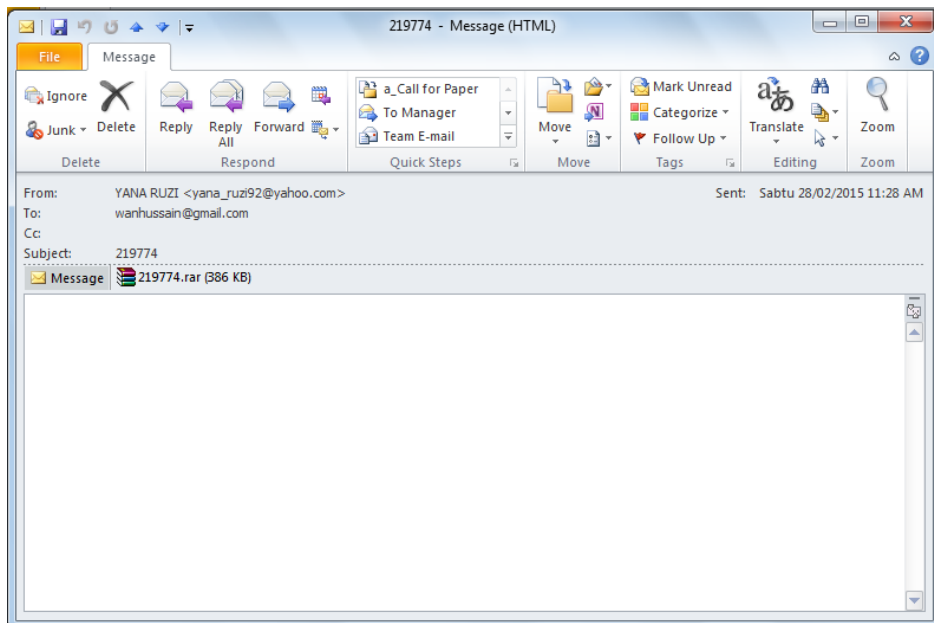 219774 - Message (HTML)
File Message
Ignore
Junk
Delete
Reply
Reply All
Forward
a_Call for Paper
To Manager
Team E-mail
Move
Mark Unread
Categorize
Follow Up
Translate
Zoom
Delete Respond Quick Steps Move Tags Editing Zoom
From: YANA RUZI <yana_ruzi92@yahoo.com> Sent: Sabtu 28/02/2015 11:28 AM
To: wanhussain@gmail.com
Cc:
Subject: 219774
Message 219774.rar (386 KB)